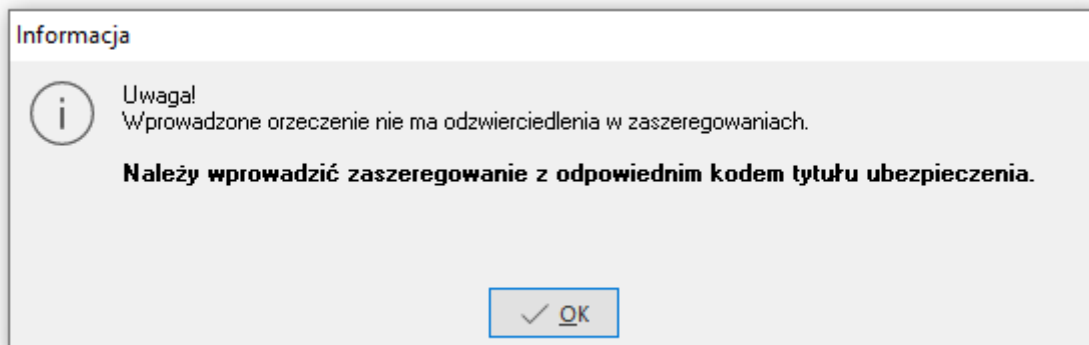 Informacja
Uwaga!
Wprowadzone orzeczenie nie ma odzwierciedlenia w zaszeregowaniach.
Należy wprowadzić zaszeregowanie z odpowiednim kodem tytułu ubezpieczenia.
OK